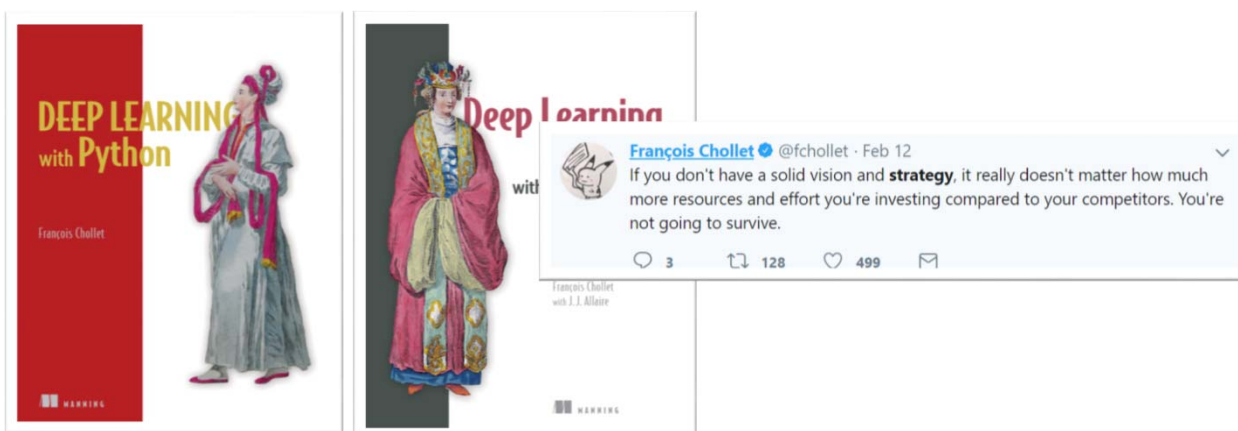 DEEP LEARNING
with Python
François Chollet
MANNING
Deep Learning
with
François Chollet
with J. J. Allaire
MANNING
François Chollet @fchollet · Feb 12
If you don't have a solid vision and strategy, it really doesn't matter how much
more resources and effort you're investing compared to your competitors. You're
not going to survive.
3 128 499